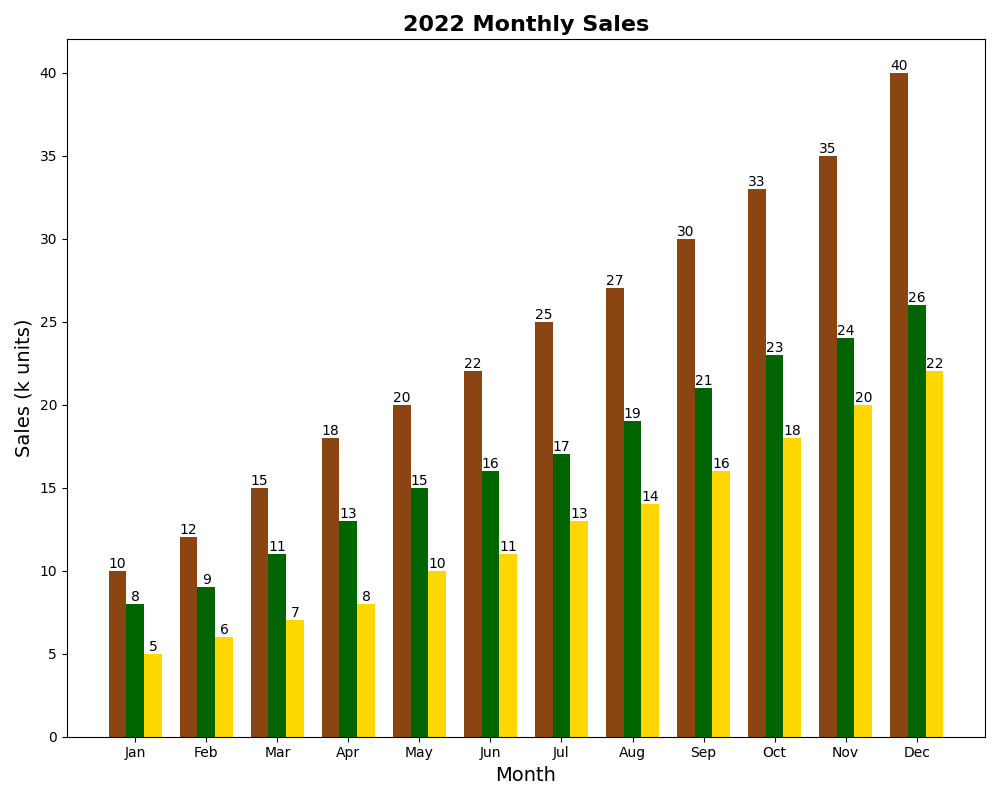 2022 Monthly Sales
Sales (k units)
40
35
30
25
20
15
10
5
0
10 8 5
12 9 6
15 11 7
18 13 8
20 15 10
22 16 11
25 17 13
27 19 14
30 21 16
33 23 18
35 24 20
40 26 22
Jan Feb Mar Apr May Jun Jul Aug Sep Oct Nov Dec
Month